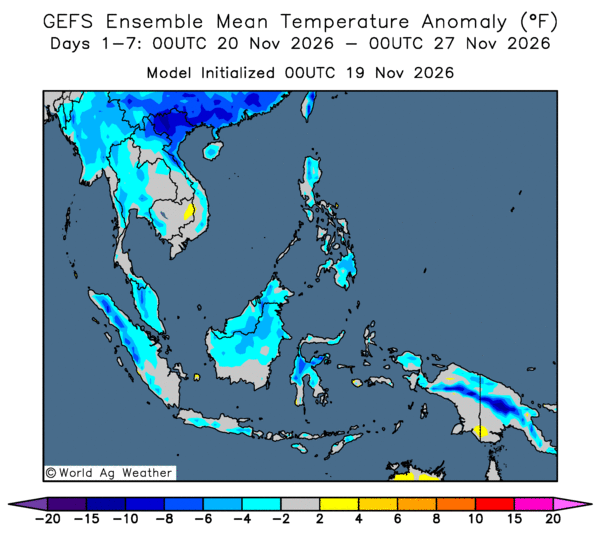 GEFS Ensemble Mean Temperature Anomaly (°F)
Days 1-7: 00UTC 20 Nov 2026 - 00UTC 27 Nov 2026
Model Initialized 00UTC 19 Nov 2026
© World Ag Weather
-20 -15 -10 -8 -6 -4 -2 2 4 6 8 10 15 20